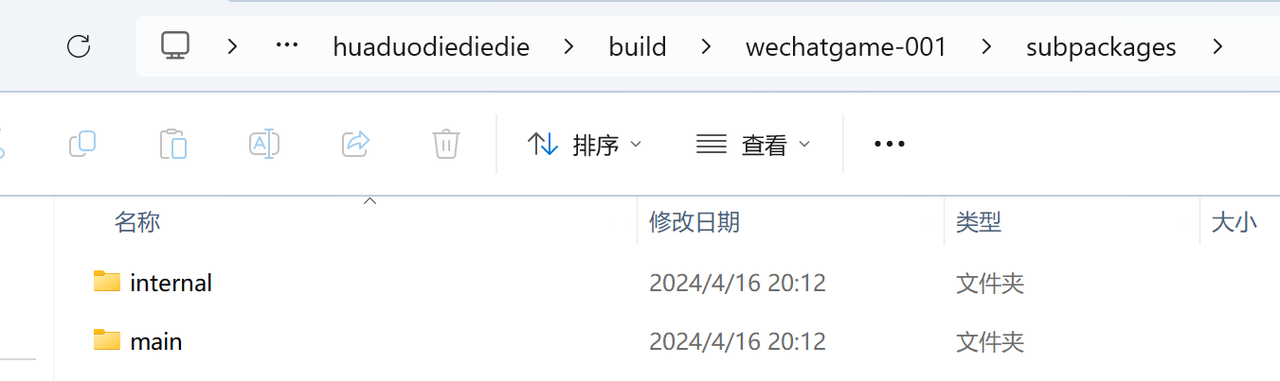 huaduodiediedie > build > wechatgame-001 > subpackages >
排序 查看
名称 修改日期 类型 大小
internal 2024/4/16 20:12 文件夹
main 2024/4/16 20:12 文件夹